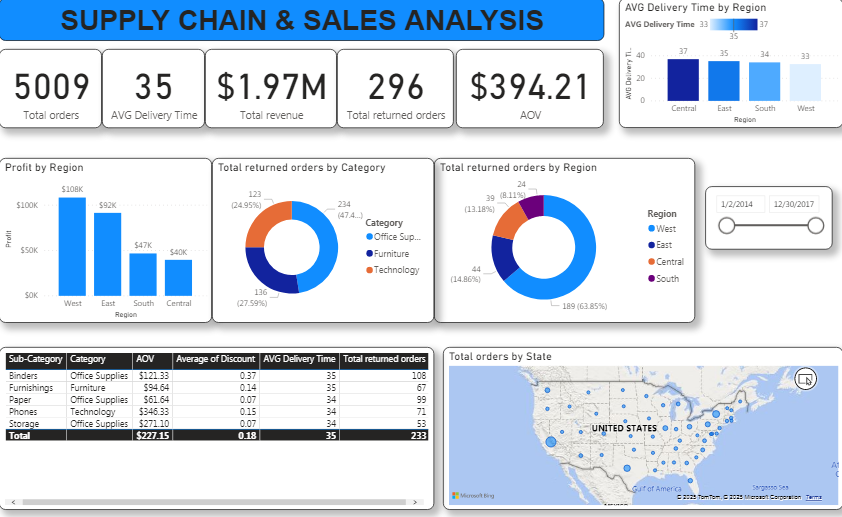 SUPPLY CHAIN & SALES ANALYSIS
5009
Total orders
35
AVG Delivery Time
$1.97M
Total revenue
296
Total returned orders
$394.21
AOV
AVG Delivery Time by Region
AVG Delivery Time 33 37
35
AVG Delivery Ti...
40
20
0
37
35
34
33
Central
East
South
West
Region
Profit by Region
Profit
$100K
$50K
$0K
$108K
$92K
$47K
$40K
West
East
South
Central
Region
Total returned orders by Category
123
(24.95%)
234
(47.4...)
136
(27.59%)
Category
Office Sup...
Furniture
Technology
Total returned orders by Region
24
(8.11%)
39
(13.18%)
44
(14.86%)
189 (63.85%)
Region
West
East
Central
South
1/2/2014
12/30/2017
Sub-Category Category AOV Average of Discount AVG Delivery Time Total returned orders
Binders Office Supplies $121.33 0.37 35 108
Furnishings Furniture $94.64 0.14 35 67
Paper Office Supplies $61.64 0.07 34 99
Phones Technology $346.33 0.15 34 71
Storage Office Supplies $271.10 0.07 34 53
Total $227.15 0.18 35 233
Total orders by State
UNITED STATES
Gulf of America
Sargasso Sea
Microsoft Bing
© 2025 TomTom, © 2025 Microsoft Corporation Terms